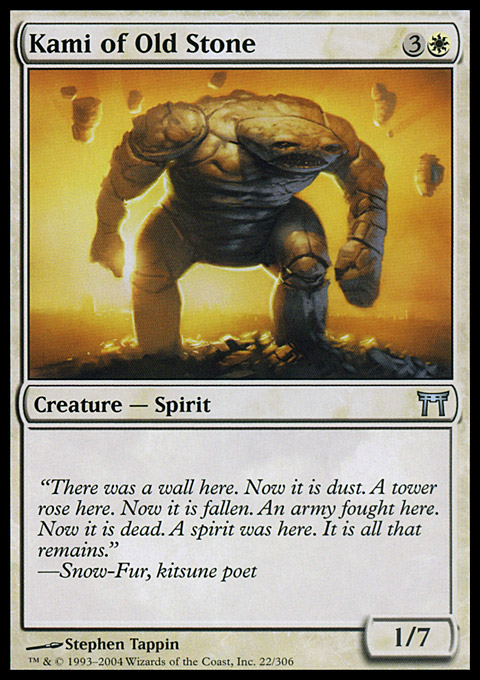 Kami of Old Stone 3
Creature — Spirit
“There was a wall here. Now it is dust. A tower
rose here. Now it is fallen. An army fought here.
Now it is dead. A spirit was here. It is all that
remains.”
—Snow-Fur, kitsune poet
Stephen Tappin
1/7
™ & © 1993–2004 Wizards of the Coast, Inc. 22/306